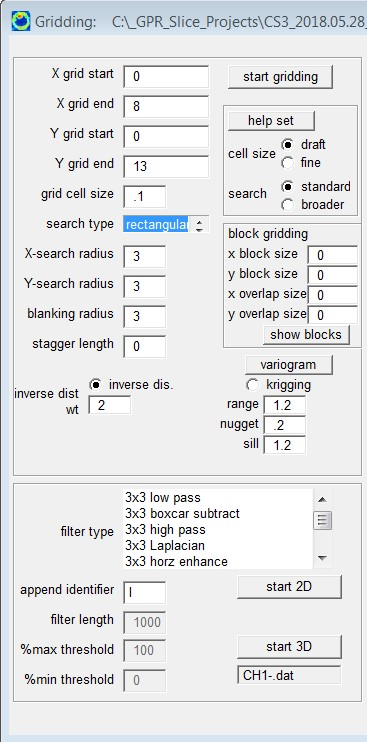 Gridding: C:\_GPR_Slice_Projects\CS3_2018.05.28_
X grid start 0 start gridding
X grid end 8
Y grid start 0
Y grid end 13
grid cell size .1
search type rectangular
X-search radius 3
Y-search radius 3
blanking radius 3
stagger length 0
help set
cell size draft
fine
search standard
broader
block gridding
x block size 0
y block size 0
x overlap size 0
y overlap size 0
show blocks
inverse dis.
inverse dist
wt 2
variogram
krigging
range 1.2
nugget .2
sill 1.2
filter type
3x3 low pass
3x3 boxcar subtract
3x3 high pass
3x3 Laplacian
3x3 horz enhance
append identifier l start 2D
filter length 1000
%max threshold 100 start 3D
%min threshold 0 CH1-.dat